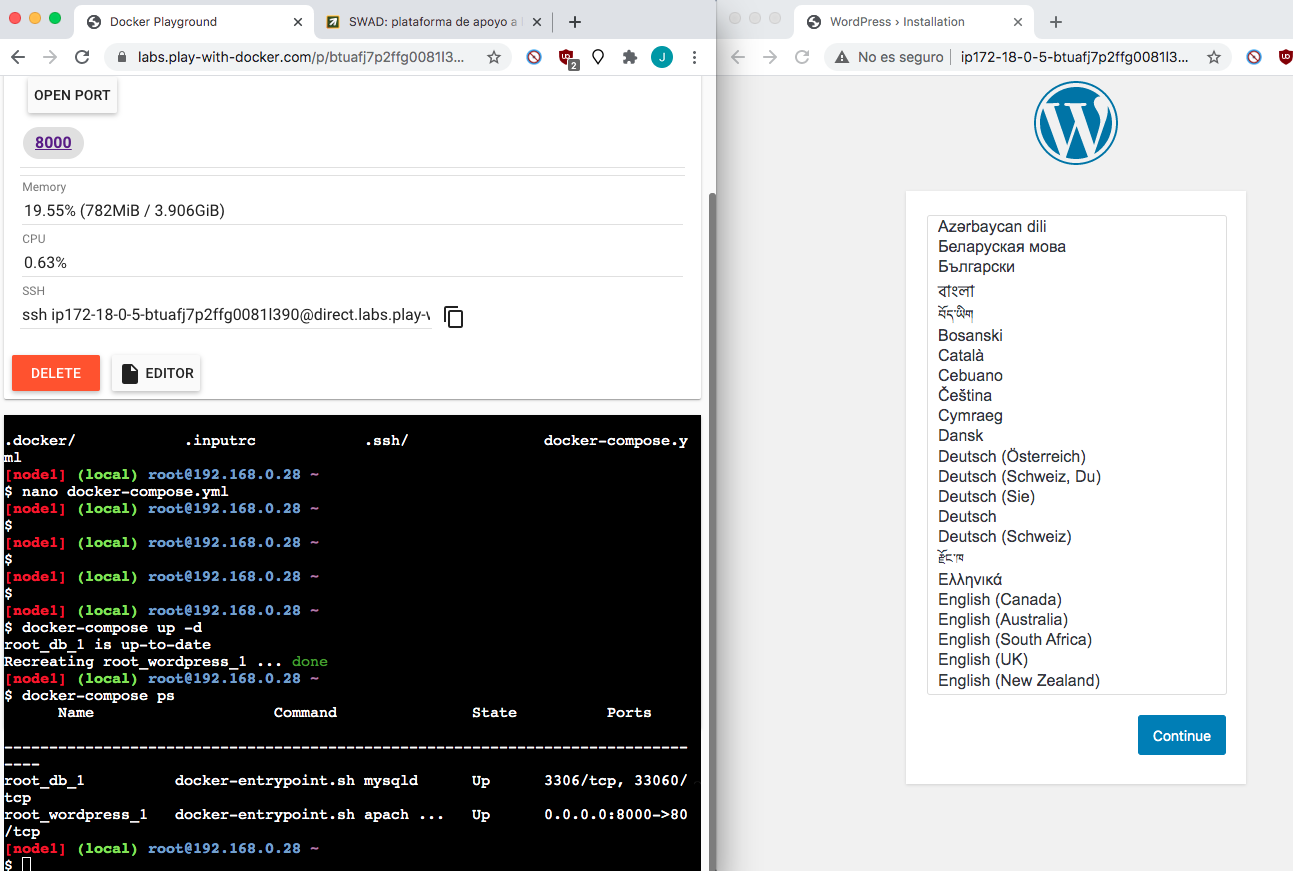 Docker Playground
SWAD: plataforma de apoyo a
labs.play-with-docker.com/p/btuafj7p2ffg0081l3...
2
J
OPEN PORT
8000
Memory
19.55% (782MiB / 3.906GiB)
CPU
0.63%
SSH
ssh ip172-18-0-5-btuafj7p2ffg0081l390@direct.labs.play-
DELETE
EDITOR
.docker/ .inputrc .ssh/ docker-compose.y
ml
[node1] (local) root@192.168.0.28 ~
$ nano docker-compose.yml
[node1] (local) root@192.168.0.28 ~
$
[node1] (local) root@192.168.0.28 ~
$
[node1] (local) root@192.168.0.28 ~
$
[node1] (local) root@192.168.0.28 ~
$ docker-compose up -d
root_db_1 is up-to-date
Recreating root_wordpress_1 ... done
[node1] (local) root@192.168.0.28 ~
$ docker-compose ps
Name Command State Ports
----------------------------------------------------------------------------
----
root_db_1 docker-entrypoint.sh mysqld Up 3306/tcp, 33060/
tcp
root_wordpress_1 docker-entrypoint.sh apach ... Up 0.0.0.0:8000->80
/tcp
[node1] (local) root@192.168.0.28 ~
$
WordPress › Installation
No es seguro
ip172-18-0-5-btuafj7p2ffg0081l3...
W
Azərbaycan dili
Беларуская мова
Български
বাংলা
བོད་ཡིག
Bosanski
Català
Cebuano
Čeština
Cymraeg
Dansk
Deutsch (Österreich)
Deutsch (Schweiz, Du)
Deutsch (Sie)
Deutsch
Deutsch (Schweiz)
རྫོང་ཁ
Ελληνικά
English (Canada)
English (Australia)
English (South Africa)
English (UK)
English (New Zealand)
Continue